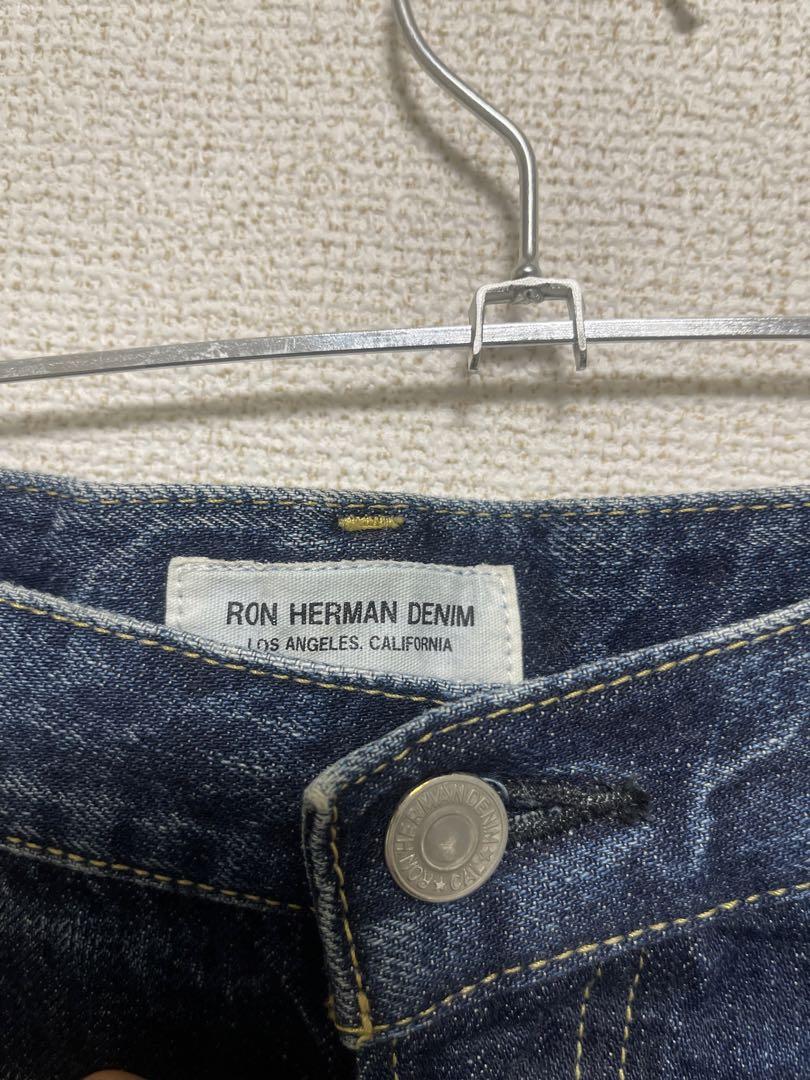 RON HERMAN DENIM
LOS ANGELES. CALIFORNIA
RON HERMAN DENIM
★ CAL ★